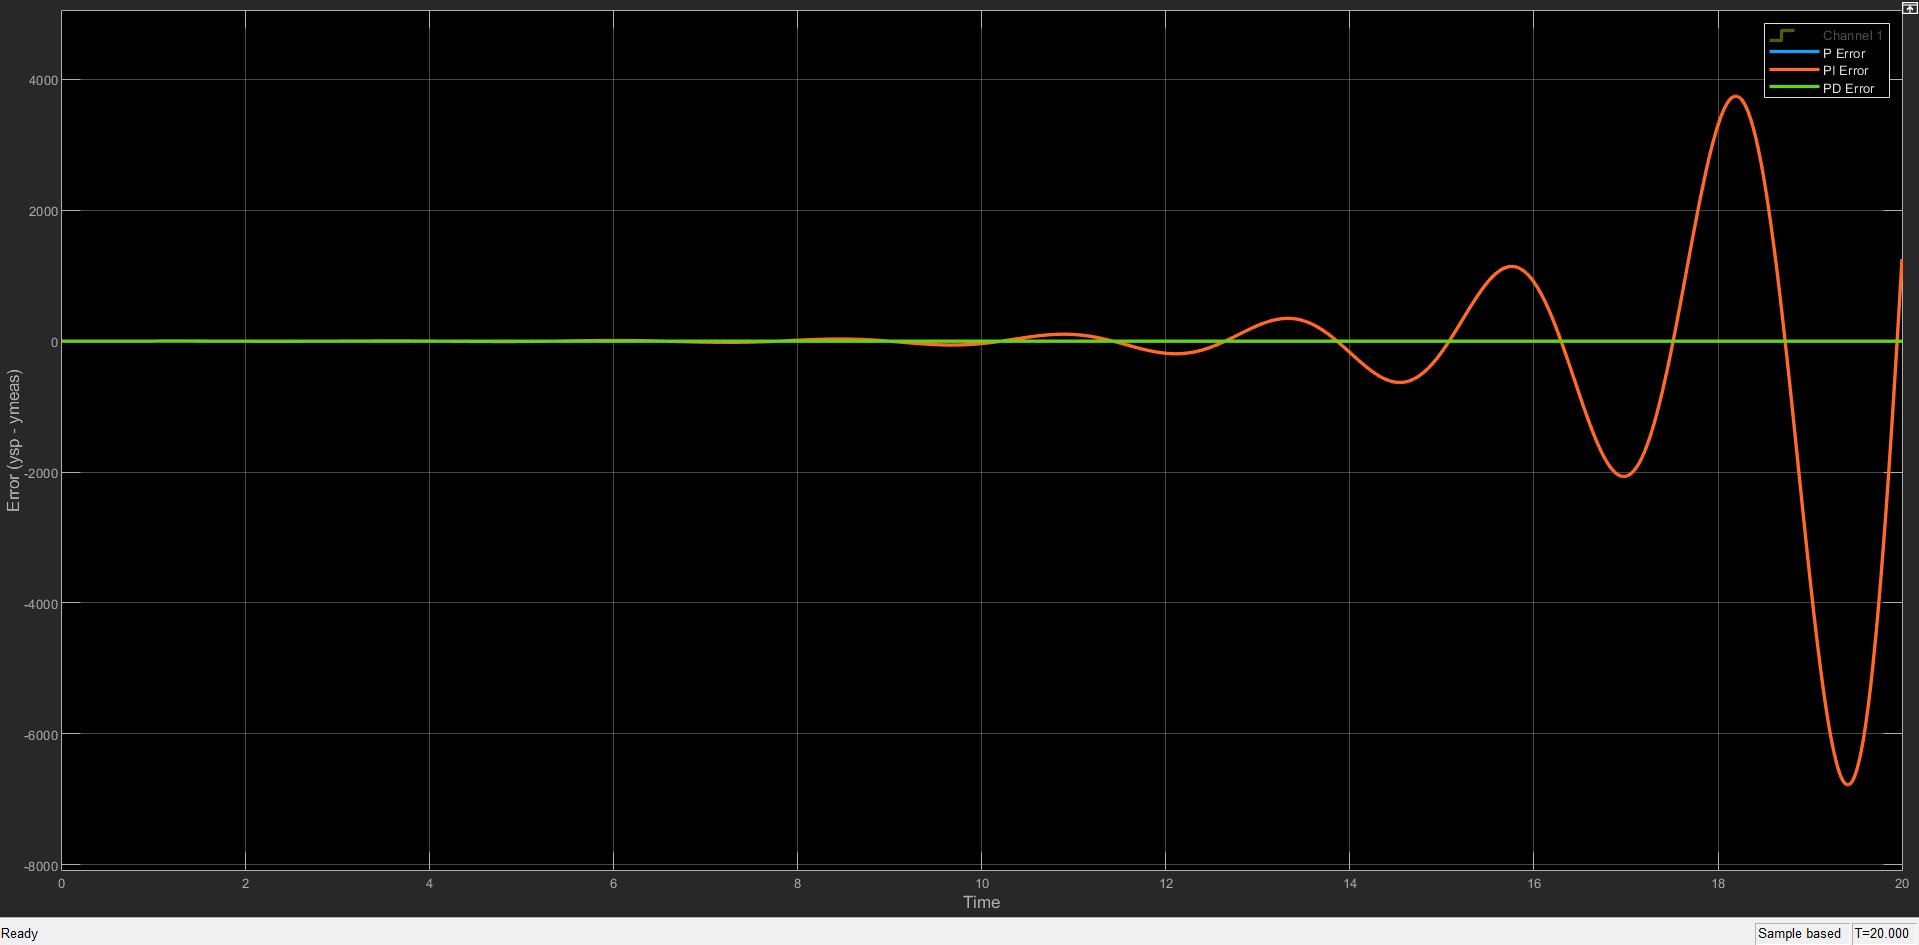 Channel 1
P Error
PI Error
PD Error
4000
2000
0
-2000
-4000
-6000
-8000
Error (ysp - ymeas)
0 2 4 6 8 10 12 14 16 18 20
Time
Ready
Sample based T=20.000